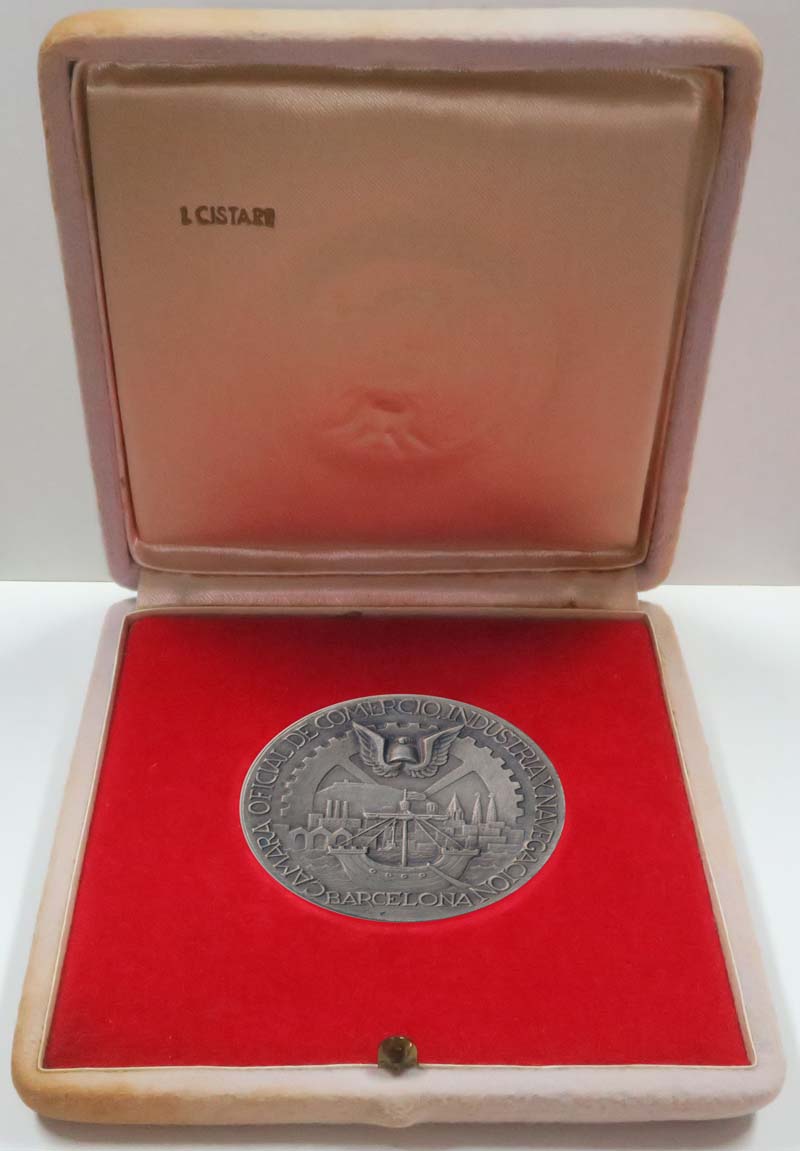 I. CISTARE
CAMARA OFICIAL DE COMERCIO, INDUSTRIA Y NAVEGACION
BARCELONA